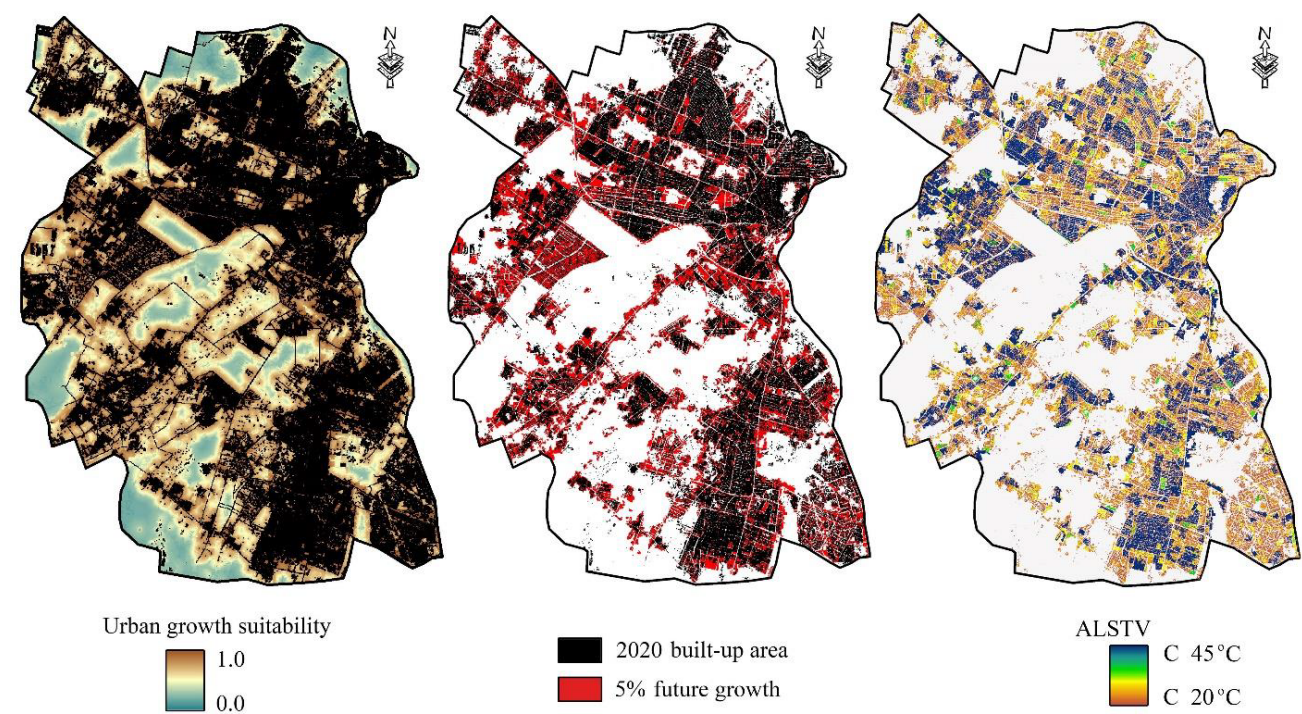 N
N
N
Urban growth suitability
1.0
0.0
2020 built-up area
5% future growth
ALSTV
C 45°C
C 20°C